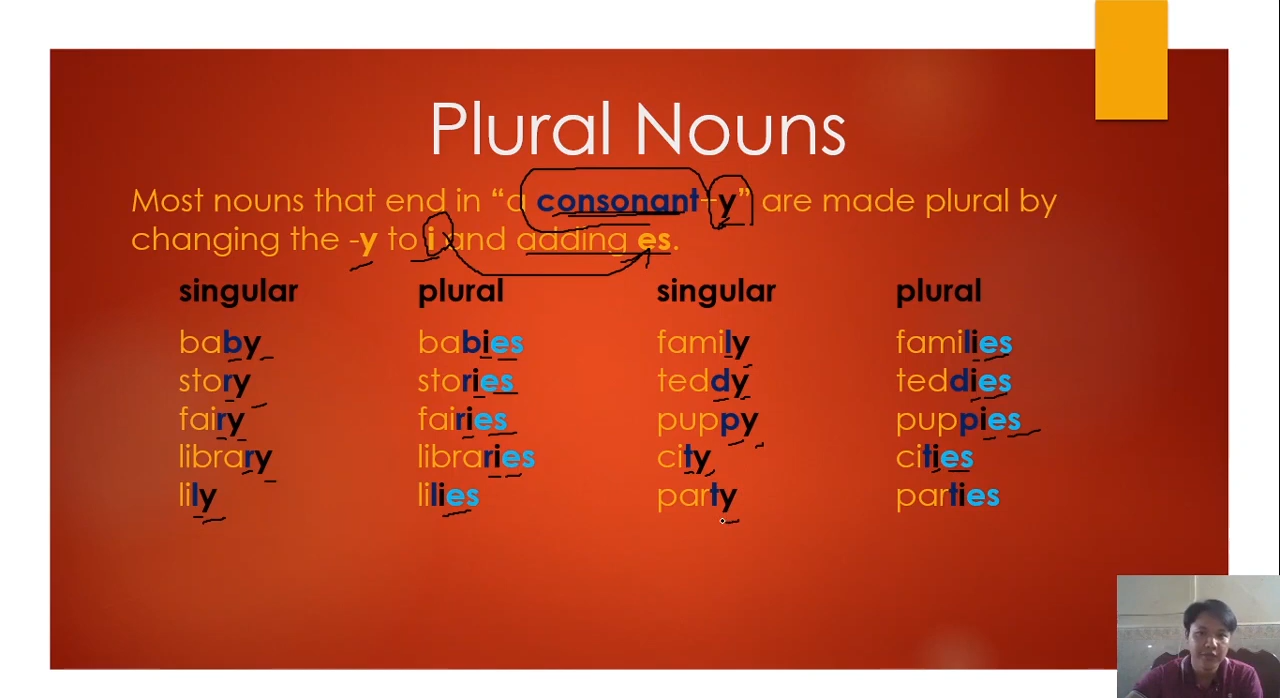 Plural Nouns
Most nouns that end in “a consonant-y” are made plural by
changing the -y to i and adding es.
singular plural singular plural
baby babies family families
story stories teddy teddies
fairy fairies puppy puppies
library libraries city cities
lily lilies party parties